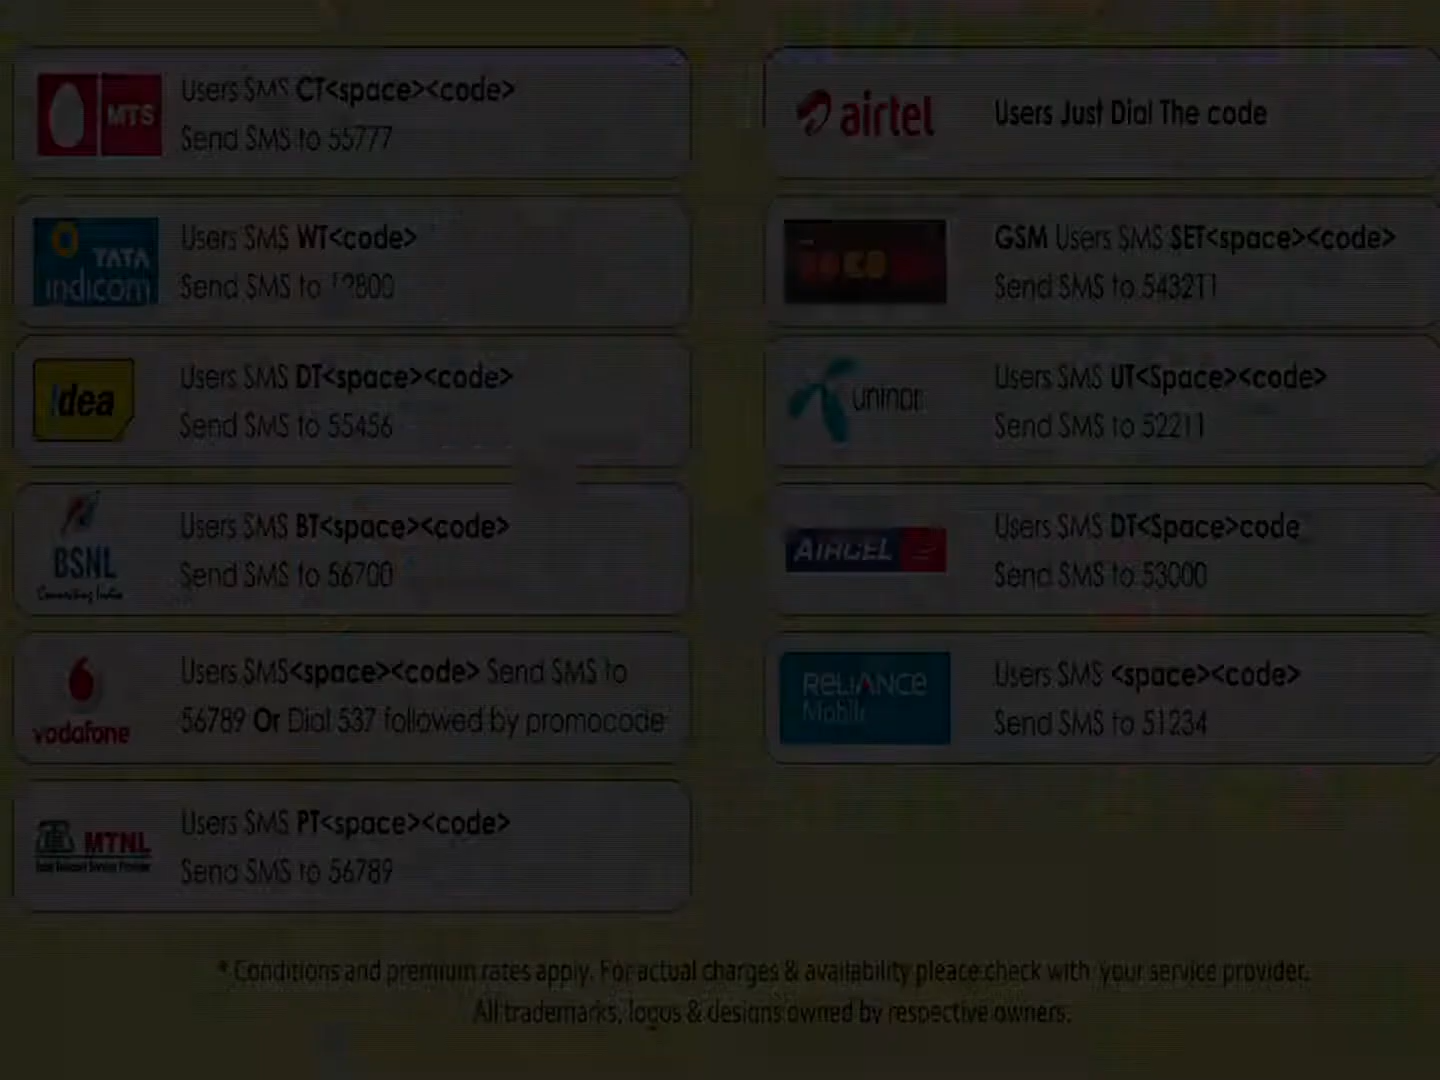 MTS
Users SMS CT<space><code>
Send SMS to 55777
airtel
Users Just Dial The code
TATA
indicom
Users SMS WT<code>
Send SMS to
GSM Users SMS SET<space><code>
Send SMS to 543211
Idea
Users SMS DT<space><code>
Send SMS to 55456
uninor
Users SMS UT<Space><code>
Send SMS to 52211
BSNL
Connecting India
Users SMS BT<space><code>
Send SMS to 56700
AIRCEL
Users SMS DT<Space>code
Send SMS to 53000
vodafone
Users SMS<space><code> Send SMS to
56789 Or Dial 537 followed by promocode
RELIANCE
Mobile
Users SMS <space><code>
Send SMS to 51234
MTNL
Users SMS PT<space><code>
Send SMS to 56789
* Conditions and premium rates apply. For actual charges & availability please check with your service provider.
All trademarks, logos & designs owned by respective owners.